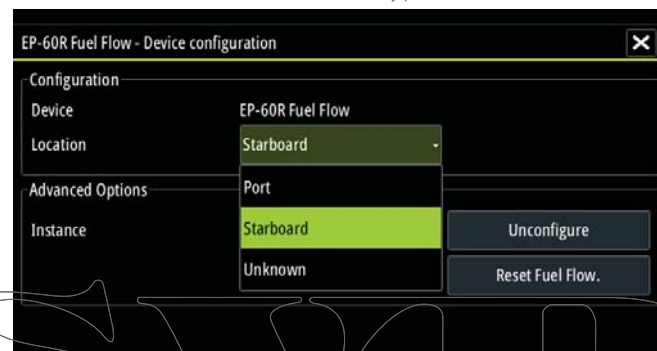 EP-60R Fuel Flow - Device configuration
Configuration
Device EP-60R Fuel Flow
Location Starboard
Advanced Options
Port
Instance Starboard Unconfigure
Unknown Reset Fuel Flow.